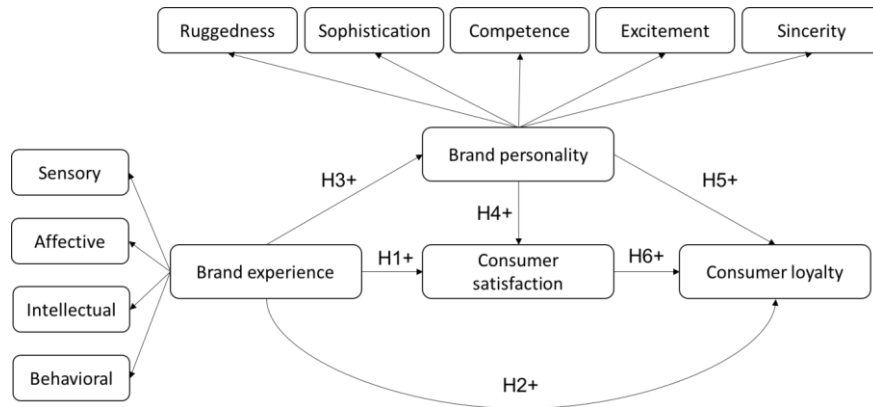 Ruggedness
Sophistication
Competence
Excitement
Sincerity
Brand personality
Sensory
H3+
H5+
H4+
Affective
Brand experience
H1+
Consumer
satisfaction
H6+
Consumer loyalty
Intellectual
Behavioral
H2+